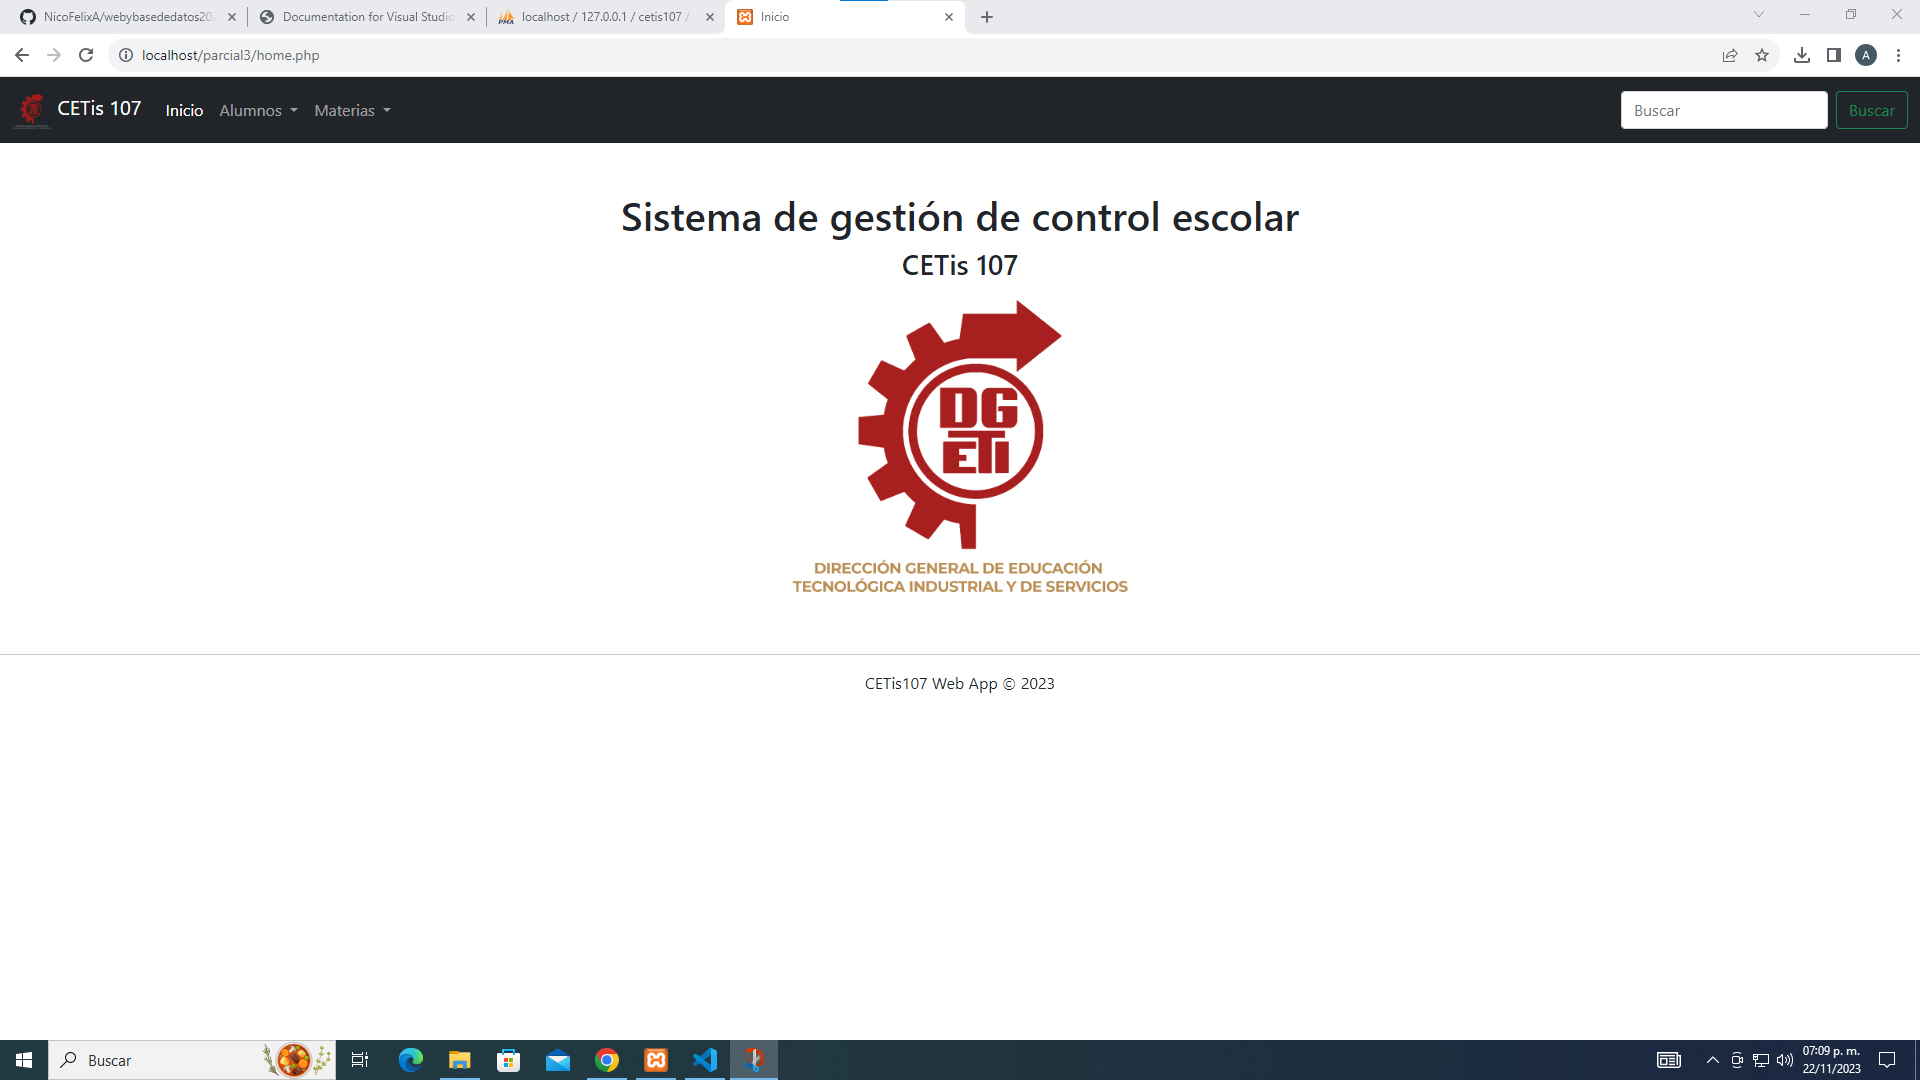 NicoFelixA/webybasededatos20
Documentation for Visual Studio
localhost / 127.0.0.1 / cetis107 /
Inicio
localhost/parcial3/home.php
A
CETis 107
Inicio
Alumnos
Materias
Buscar
Buscar
Sistema de gestión de control escolar
CETis 107
DG
ETI
DIRECCIÓN GENERAL DE EDUCACIÓN
TECNOLÓGICA INDUSTRIAL Y DE SERVICIOS
CETis107 Web App © 2023
Buscar
07:09 p. m.
22/11/2023